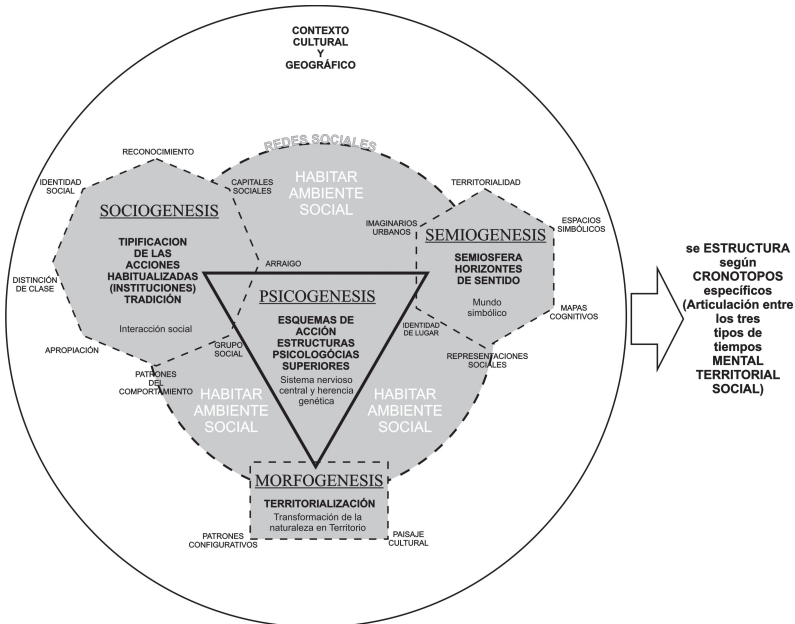 CONTEXTO
CULTURAL
Y
GEOGRÁFICO
REDES SOCIALES
HABITAR
AMBIENTE
SOCIAL
RECONOCIMIENTO
IDENTIDAD
SOCIAL
CAPITALES
SOCIALES
SOCIOGENESIS
TIPIFICACION
DE LAS
ACCIONES
HABITUALIZADAS
(INSTITUCIONES)
TRADICIÓN
Interacción social
DISTINCIÓN
DE CLASE
ARRAIGO
APROPIACIÓN
GRUPO
SOCIAL
PATRONES
DEL
COMPORTAMIENTO
TERRITORIALIDAD
IMAGINARIOS
URBANOS
ESPACIOS
SIMBÓLICOS
SEMIOGENESIS
SEMIOSFERA
HORIZONTES
DE SENTIDO
Mundo
simbólico
IDENTIDAD
DE LUGAR
MAPAS
COGNITIVOS
REPRESENTACIONES
SOCIALES
PSICOGENESIS
ESQUEMAS DE
ACCIÓN
ESTRUCTURAS
PSICOLOGÓCIAS
SUPERIORES
Sistema nervioso
central y herencia
genética
HABITAR
AMBIENTE
SOCIAL
HABITAR
AMBIENTE
SOCIAL
MORFOGENESIS
TERRITORIALIZACIÓN
Transformación de la
naturaleza en Territorio
PATRONES
CONFIGURATIVOS
PAISAJE
CULTURAL
se ESTRUCTURA
según
CRONOTOPOS
específicos
(Articulación entre
los tres
tipos de
tiempos
MENTAL
TERRITORIAL
SOCIAL)